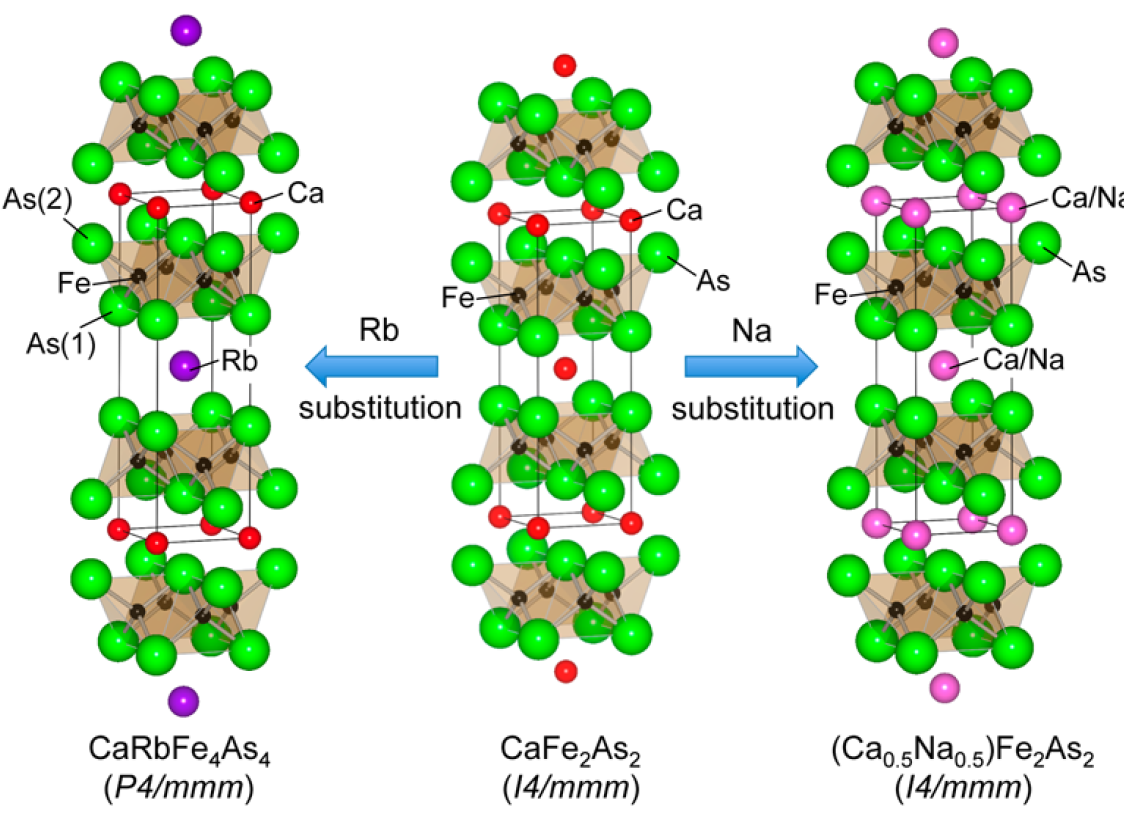 As(2)
Ca
Fe
As(1)
Rb
Rb
substitution
CaRbFe₄As₄
(P4/mmm)
Ca
As
Fe
CaFe₂As₂
(I4/mmm)
Na
substitution
Ca/Na
As
Fe
Ca/Na
(Ca₀.₅Na₀.₅)Fe₂As₂
(I4/mmm)